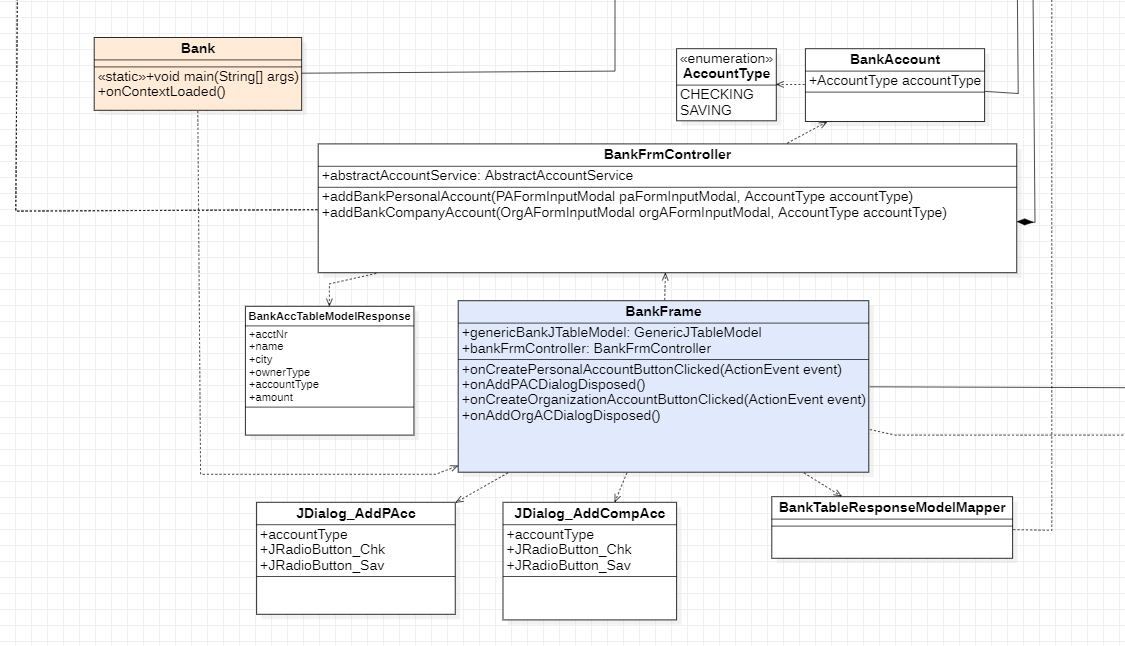 Bank
«static»+void main(String[] args)
+onContextLoaded()
«enumeration»
AccountType
CHECKING
SAVING
BankAccount
+AccountType accountType
BankFrmController
+abstractAccountService: AbstractAccountService
+addBankPersonalAccount(PAFormInputModal paFormInputModal, AccountType accountType)
+addBankCompanyAccount(OrgAFormInputModal orgAFormInputModal, AccountType accountType)
BankAccTableModelResponse
+acctNr
+name
+city
+ownerType
+accountType
+amount
BankFrame
+genericBankJTableModel: GenericJTableModel
+bankFrmController: BankFrmController
+onCreatePersonalAccountButtonClicked(ActionEvent event)
+onAddPACDialogDisposed()
+onCreateOrganizationAccountButtonClicked(ActionEvent event)
+onAddOrgACDialogDisposed()
JDialog_AddPAcc
+accountType
+JRadioButton_Chk
+JRadioButton_Sav
JDialog_AddCompAcc
+accountType
+JRadioButton_Chk
+JRadioButton_Sav
BankTableResponseModelMapper